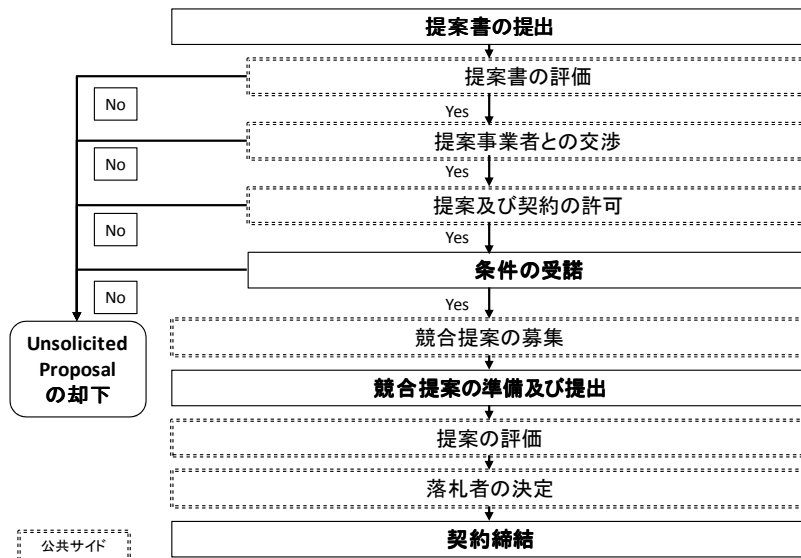 提案書の提出
提案書の評価
No
Yes
提案事業者との交渉
No
Yes
提案及び契約の許可
No
Yes
条件の受諾
No
Yes
Unsolicited
Proposal
の却下
競合提案の募集
競合提案の準備及び提出
提案の評価
落札者の決定
契約締結
公共サイド